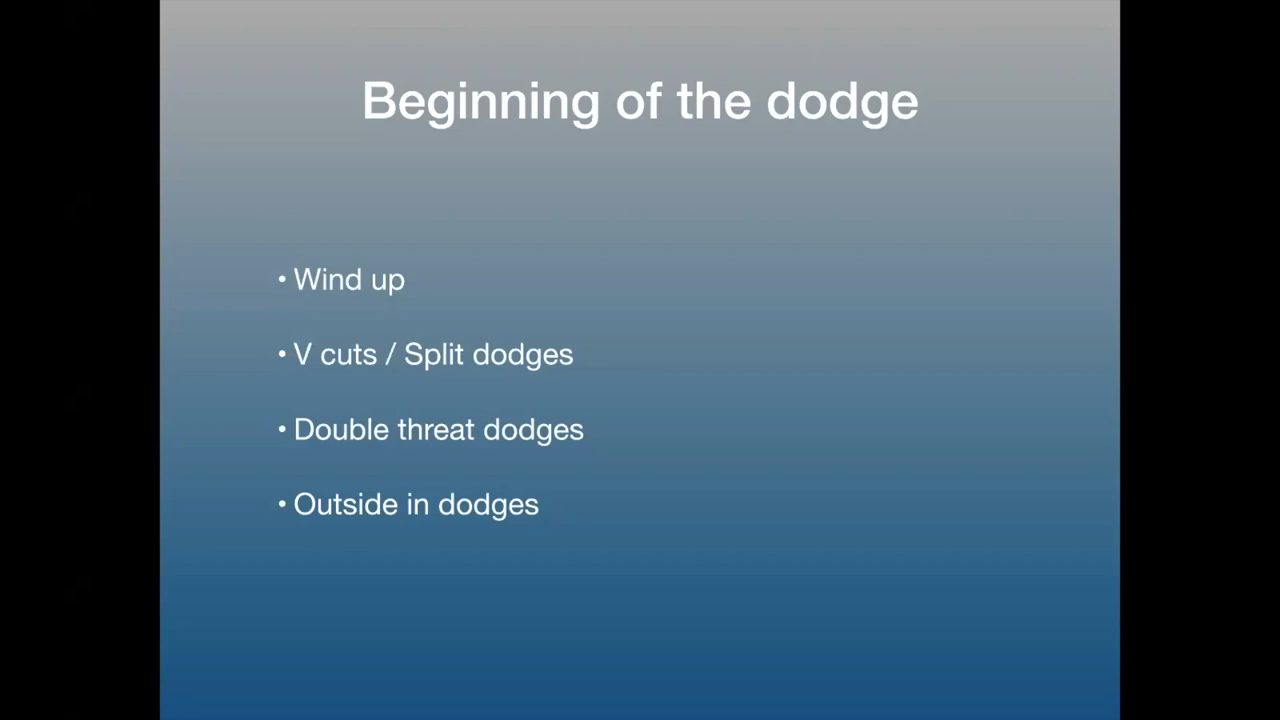 Beginning of the dodge
• Wind up
• V cuts / Split dodges
• Double threat dodges
• Outside in dodges